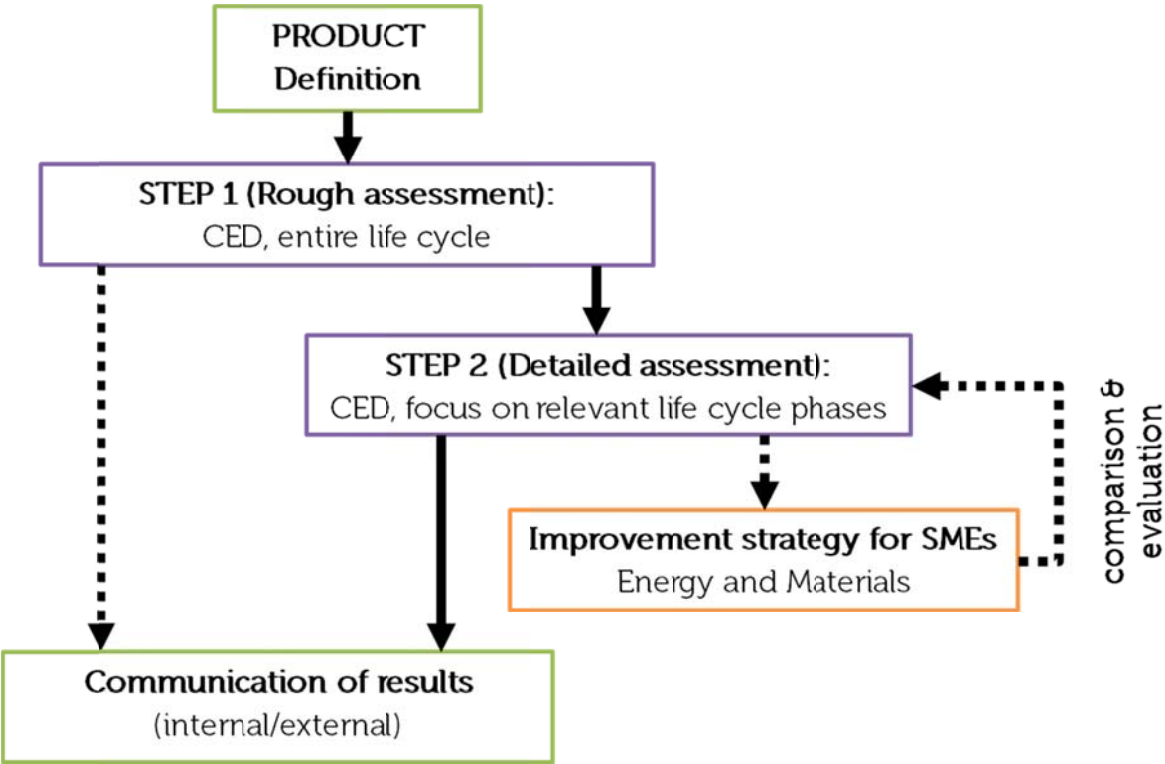 PRODUCT
Definition
STEP 1 (Rough assessment):
CED, entire life cycle
STEP 2 (Detailed assessment):
CED, focus on relevant life cycle phases
comparison &
evaluation
Improvement strategy for SMEs
Energy and Materials
Communication of results
(internal/external)